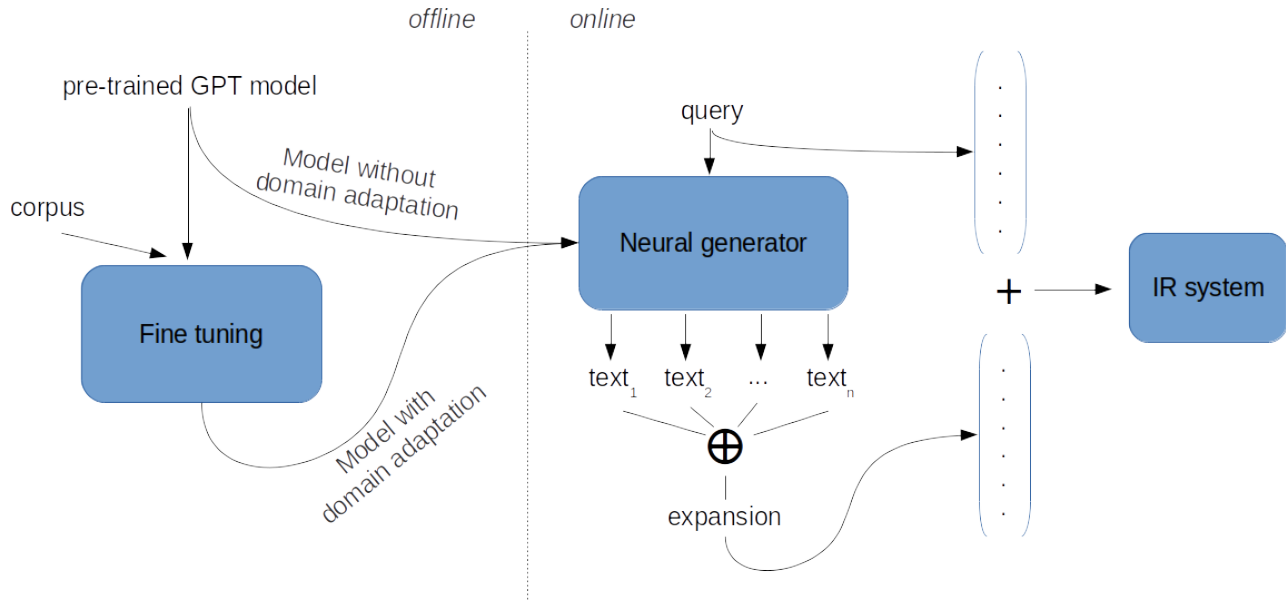 offline
online
pre-trained GPT model
query
Model without
domain adaptation
corpus
Neural generator
Fine tuning
+
IR system
text1 text2 ... textn
⊕
Model with
domain adaptation
expansion